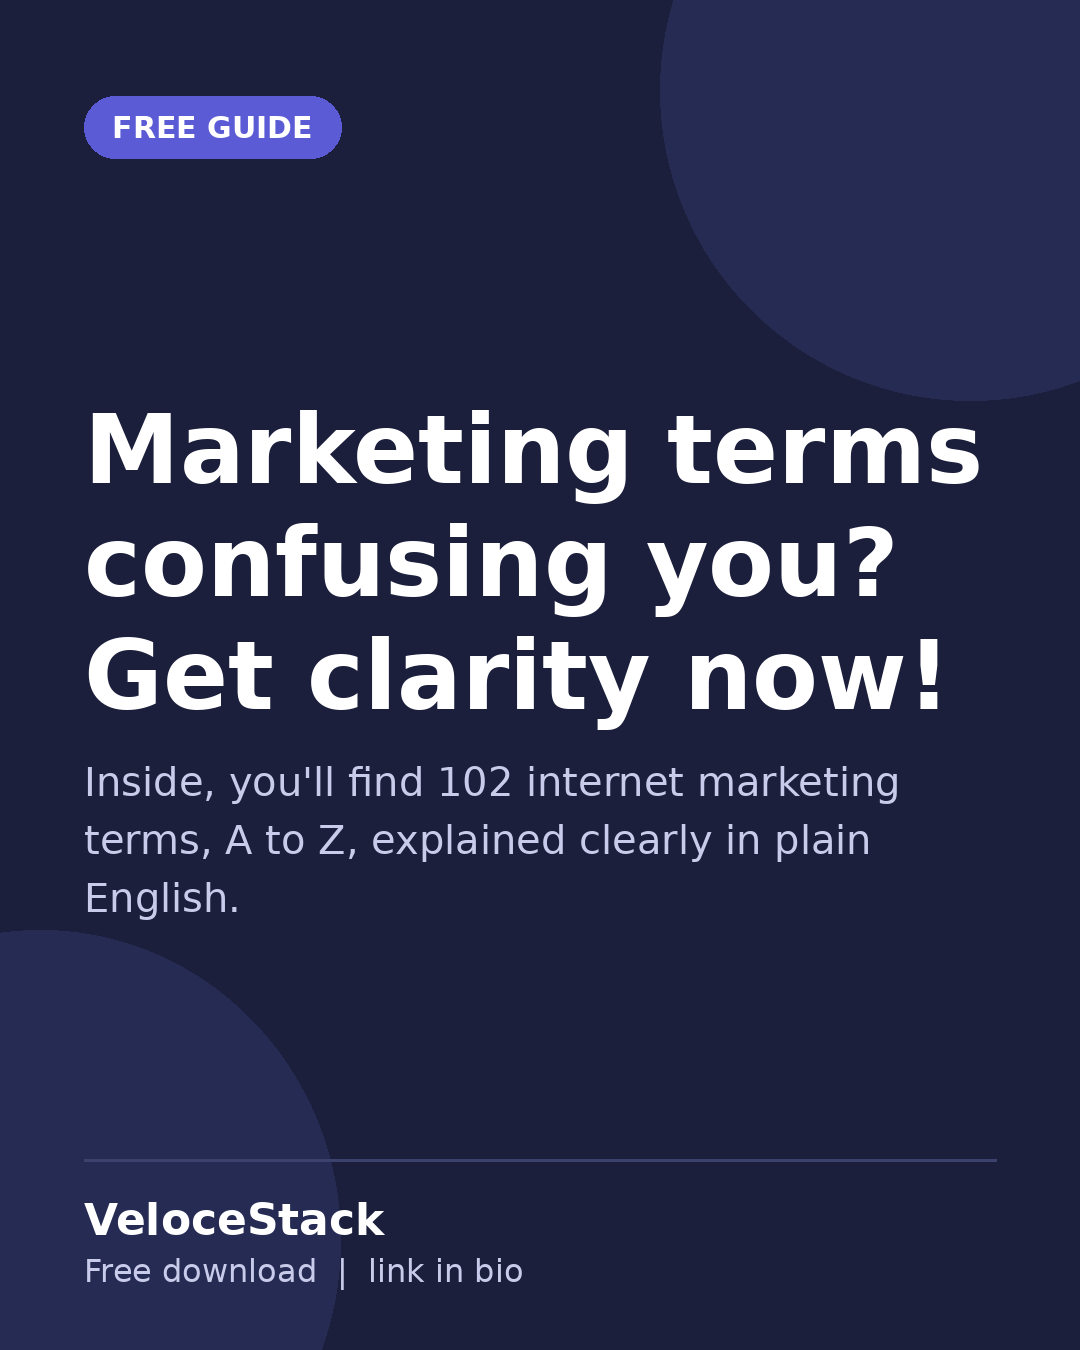 FREE GUIDE
Marketing terms
confusing you?
Get clarity now!
Inside, you'll find 102 internet marketing
terms, A to Z, explained clearly in plain
English.
VeloceStack
Free download | link in bio